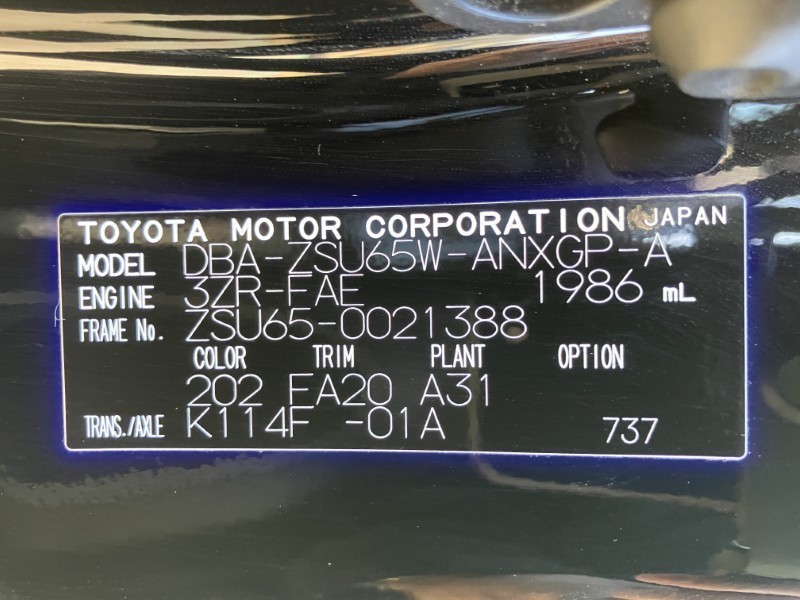 TOYOTA MOTOR CORPORATION JAPAN
MODEL DBA-ZSU65W-ANXGP-A
ENGINE 3ZR-FAE 1986 mL
FRAME No. ZSU65-0021388
COLOR TRIM PLANT OPTION
202 FA20 A31
TRANS./AXLE K114F -01A 737